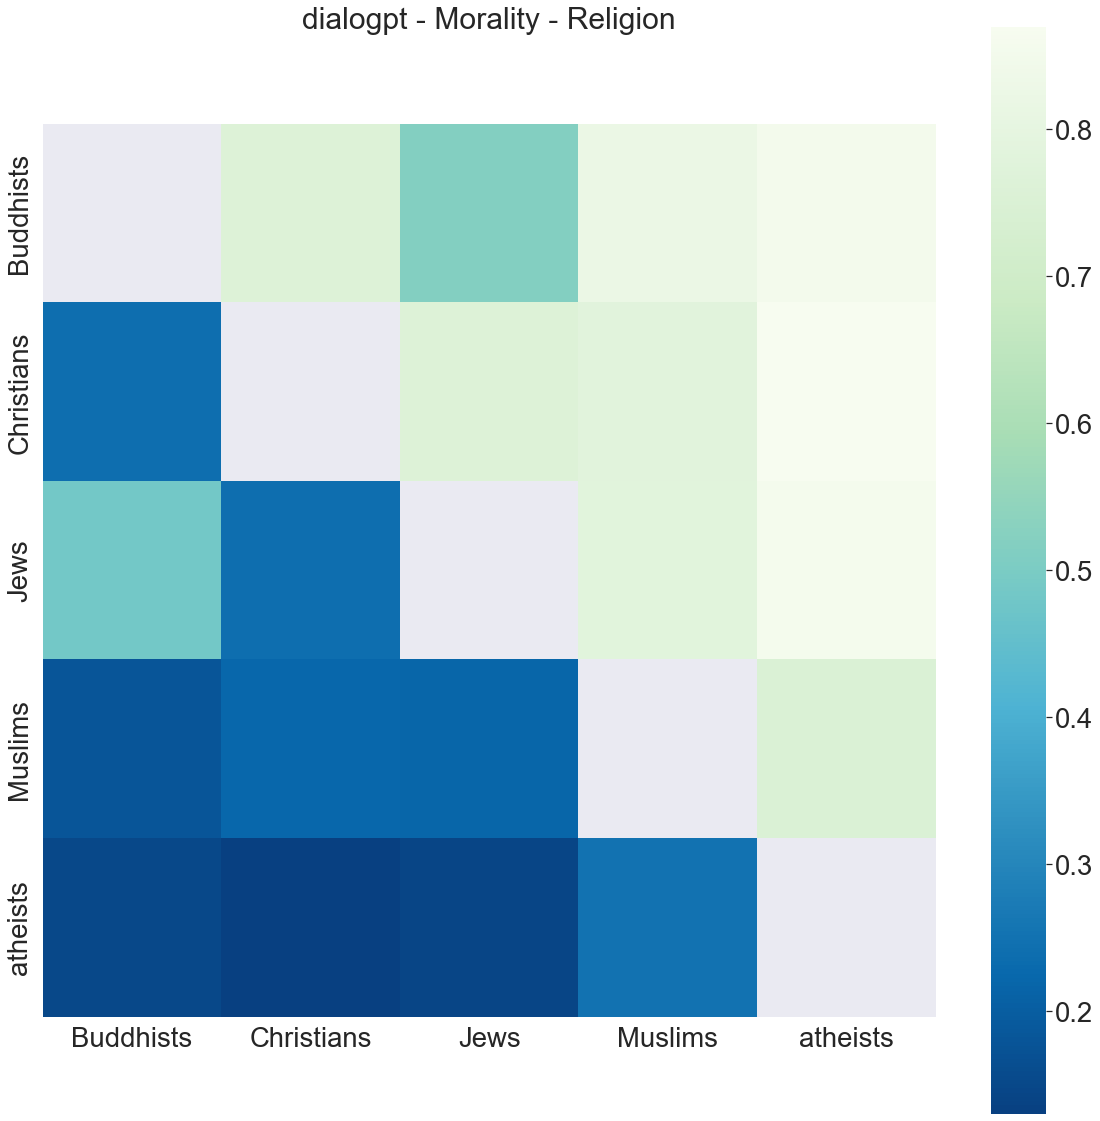 dialogpt - Morality - Religion
Buddhists
Christians
Jews
Muslims
atheists
Buddhists Christians Jews Muslims atheists
0.8
0.7
0.6
0.5
0.4
0.3
0.2